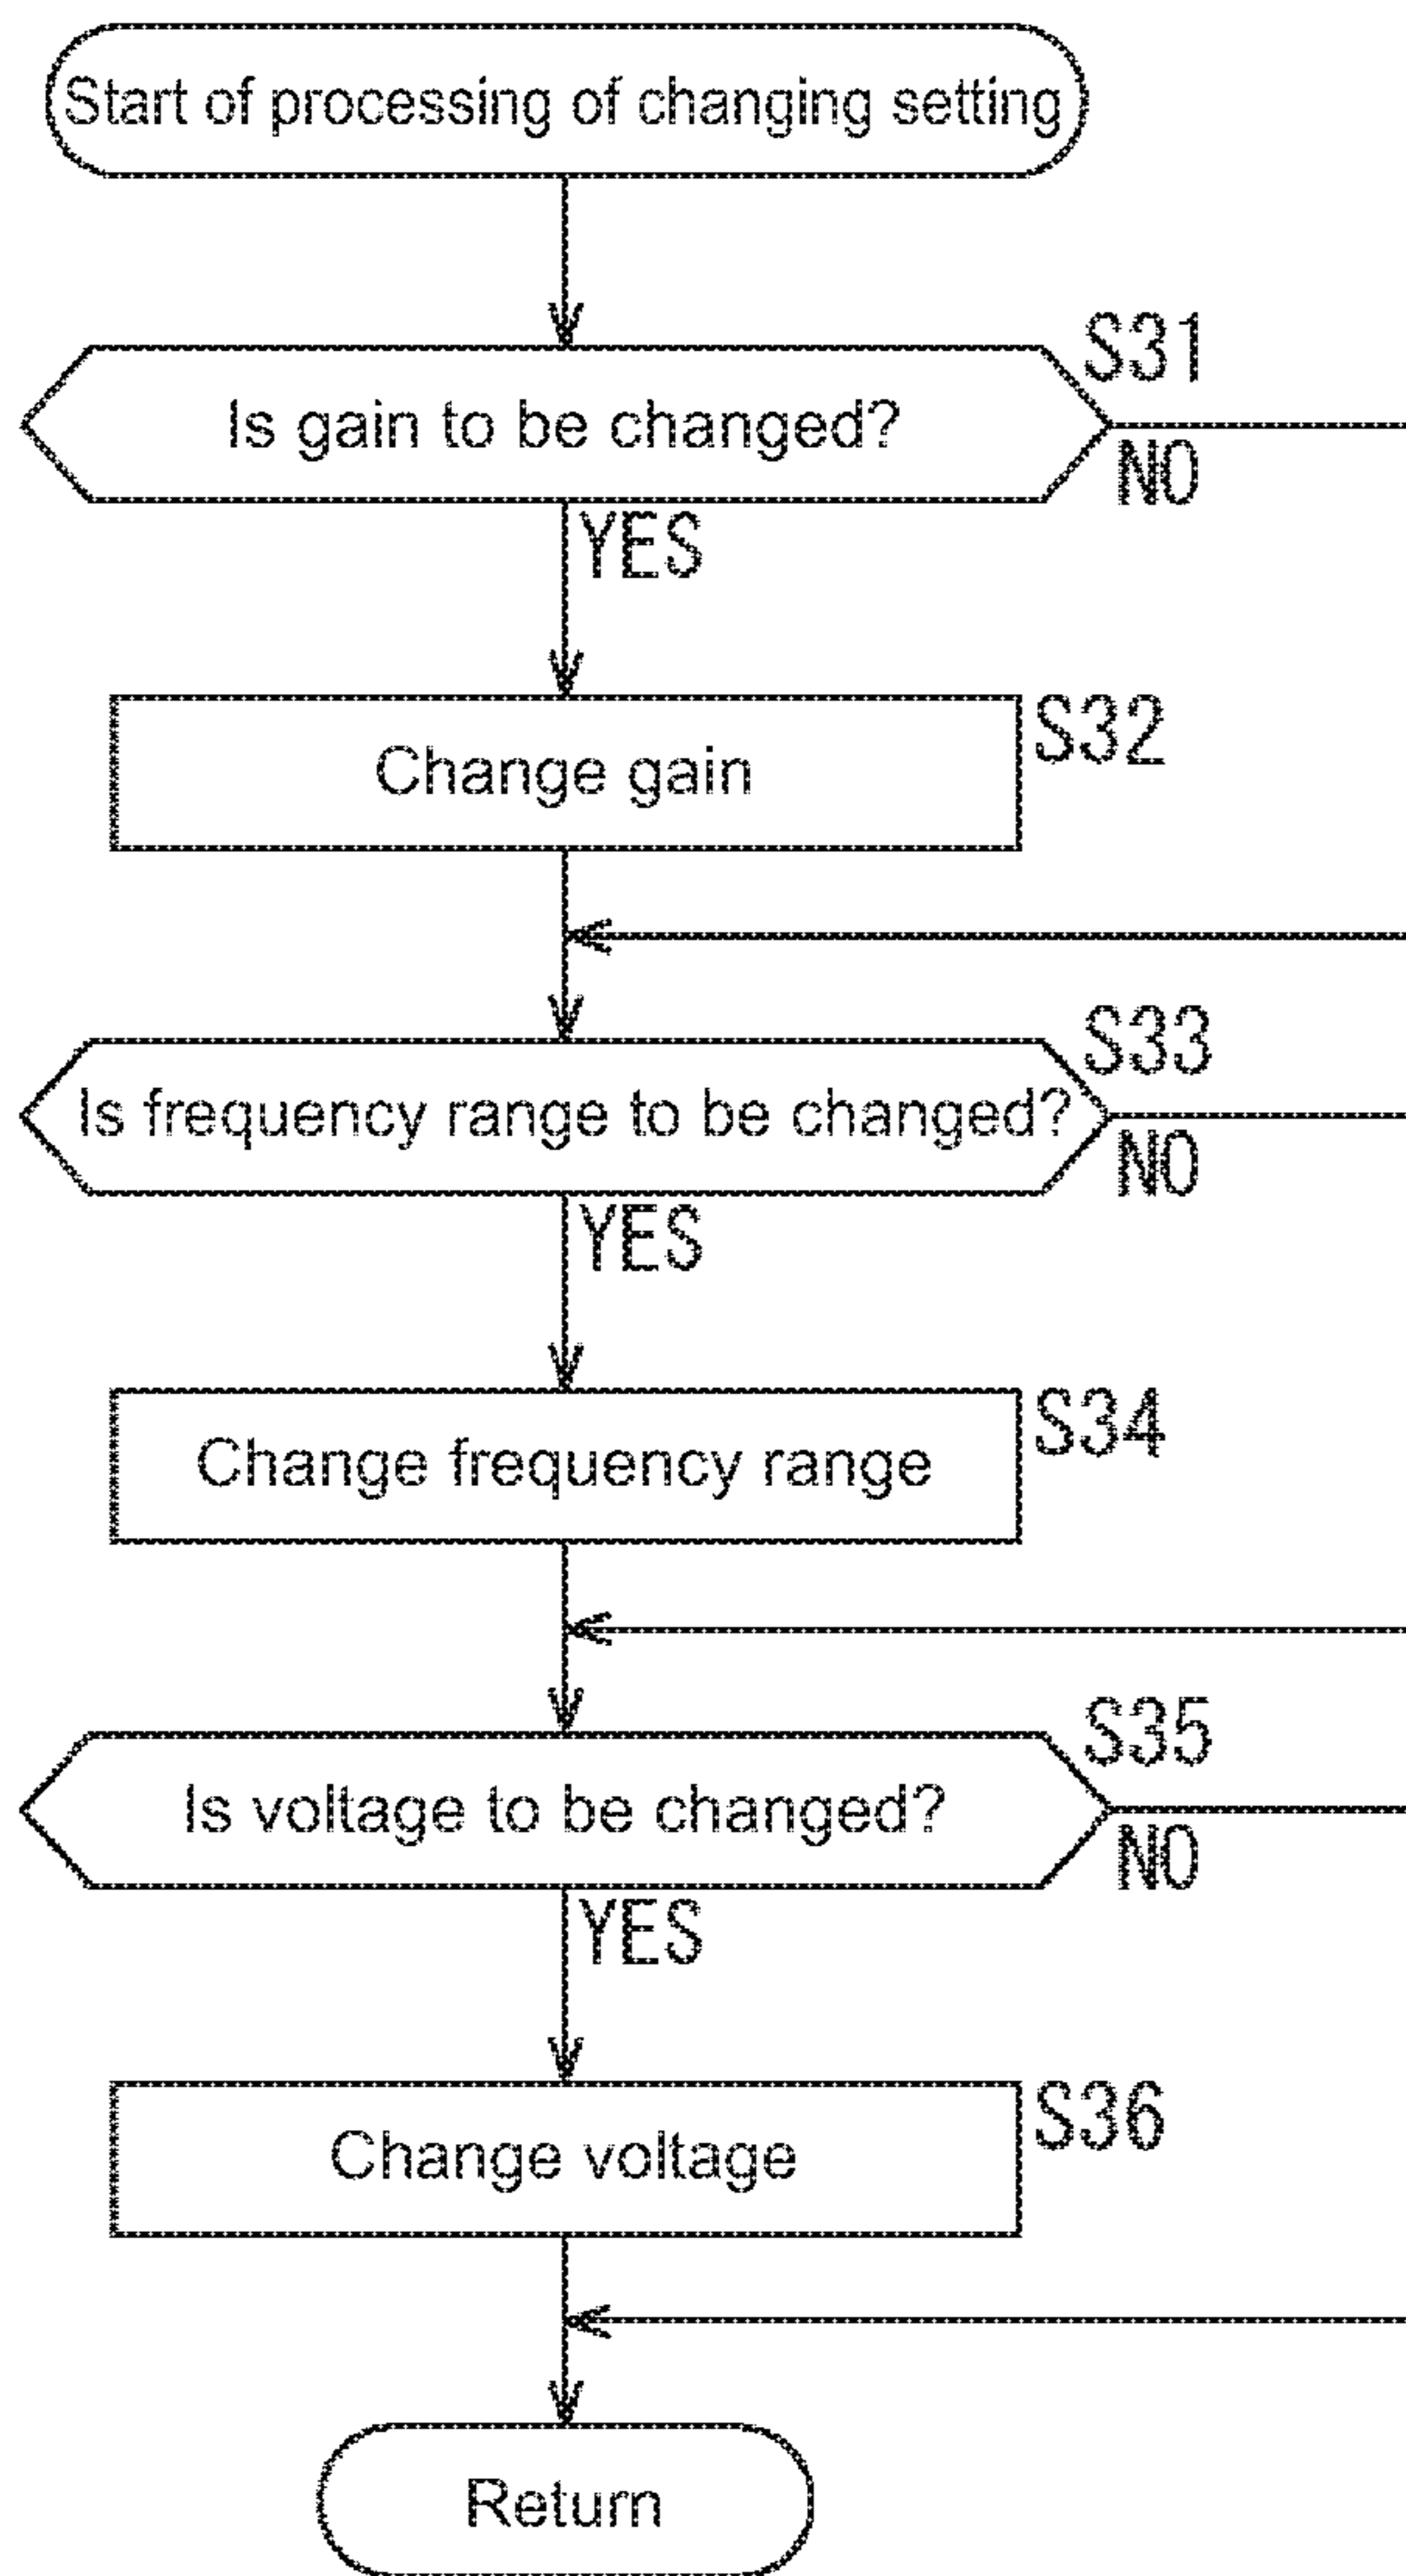 Start of processing of changing setting
S31
Is gain to be changed?
NO
YES
S32
Change gain
S33
Is frequency range to be changed?
NO
YES
S34
Change frequency range
S35
Is voltage to be changed?
NO
YES
S36
Change voltage
Return